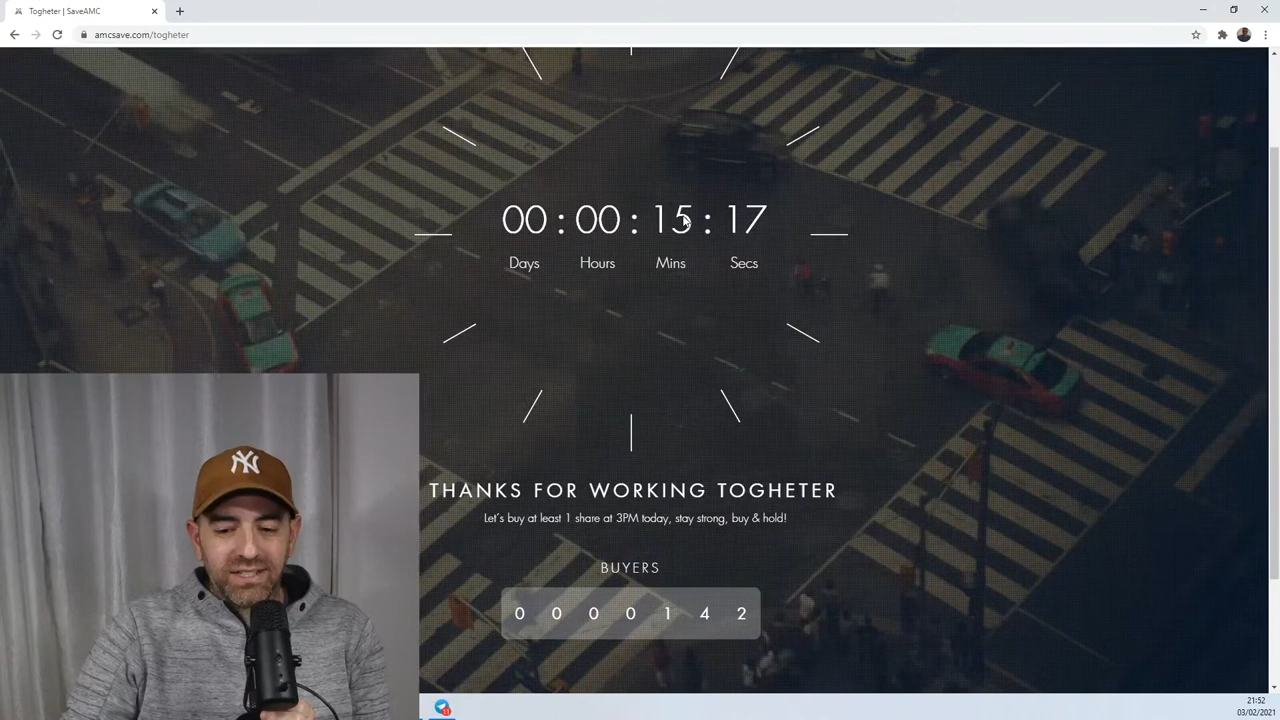 Togheter | SaveAMC
amcsave.com/togheter
00 : 00 : 15 : 17
Days Hours Mins Secs
THANKS FOR WORKING TOGHETER
Let's buy at least 1 share at 3PM today, stay strong, buy & hold!
BUYERS
0 0 0 0 1 4 2
NY
21:52
03/02/2021